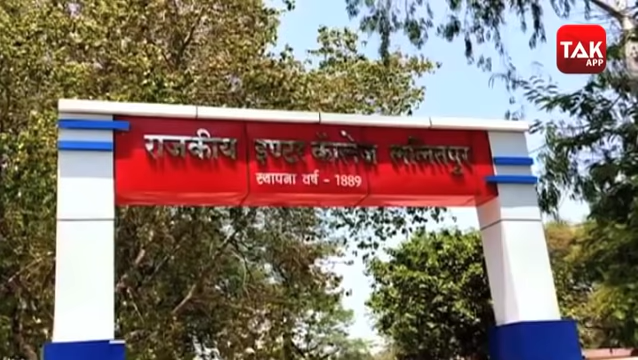 TAK
APP
राजकीय इण्टर कॉलेज ललितपुर
स्थापना वर्ष - 1889